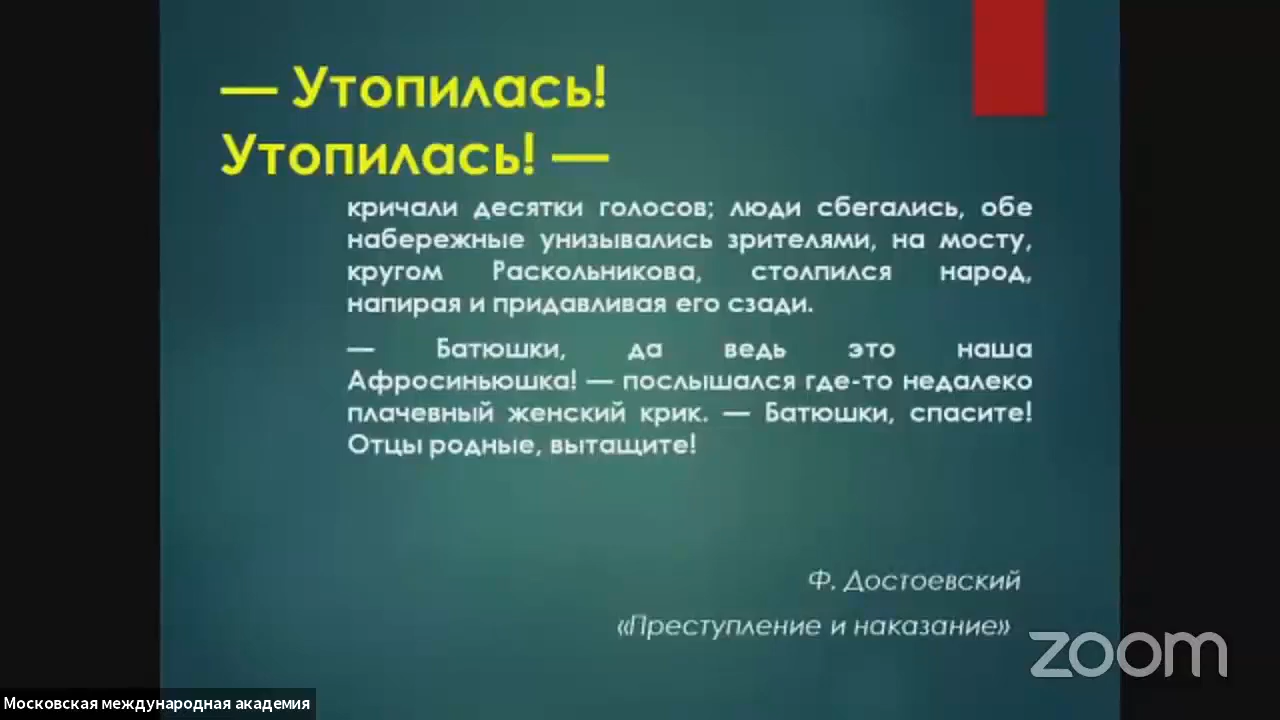 — Утопилась!
Утопилась! —
кричали десятки голосов; люди сбегались, обе
набережные унизывались зрителями, на мосту,
кругом Раскольникова, столпился народ,
напирая и придавливая его сзади.
— Батюшки, да ведь это наша
Афросиньюшка! — послышался где-то недалеко
плачевный женский крик. — Батюшки, спасите!
Отцы родные, вытащите!
Ф. Достоевский
«Преступление и наказание»
zoom
Московская международная академия